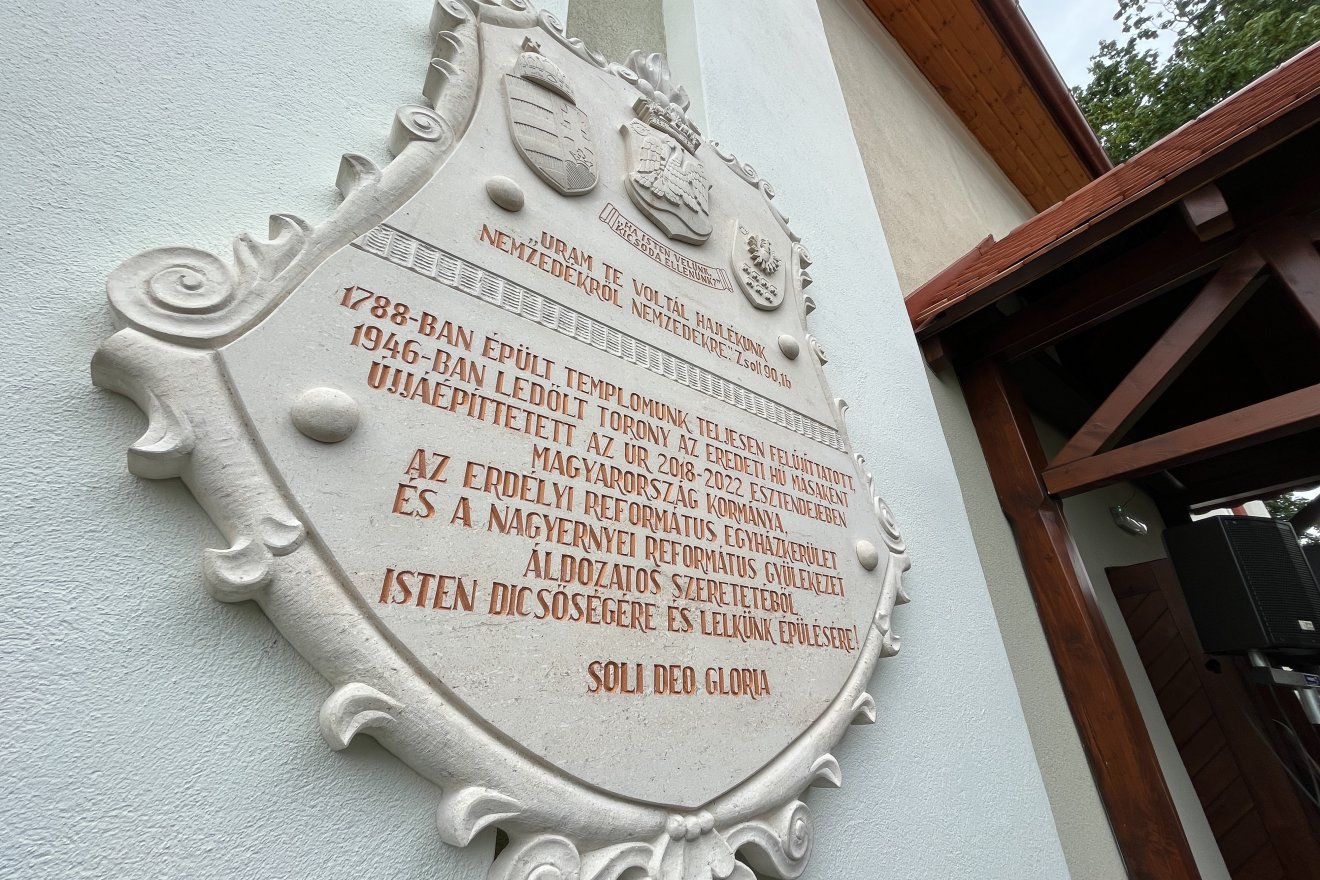 „HA ISTEN VELÜNK,
KICSODA ELLENÜNK?"
„URAM TE VOLTÁL HAJLÉKUNK
NEMZEDÉKRŐL NEMZEDÉKRE". Zsolt 90,1b
1788-BAN ÉPÜLT TEMPLOMUNK TELJESEN FELÚJÍTTATOTT
1946-BAN LEDŐLT TORONY AZ EREDETI HŰ MÁSAKÉNT
ÚJJÁÉPÍTTETETT AZ ÚR 2018-2022 ESZTENDEJÉBEN
MAGYARORSZÁG KORMÁNYA,
AZ ERDÉLYI REFORMÁTUS EGYHÁZKERÜLET
ÉS A NAGYERNYEI REFORMÁTUS GYÜLEKEZET
ÁLDOZATOS SZERETETÉBŐL
ISTEN DICSŐSÉGÉRE ÉS LELKÜNK ÉPÜLÉSÉRE!
SOLI DEO GLORIA